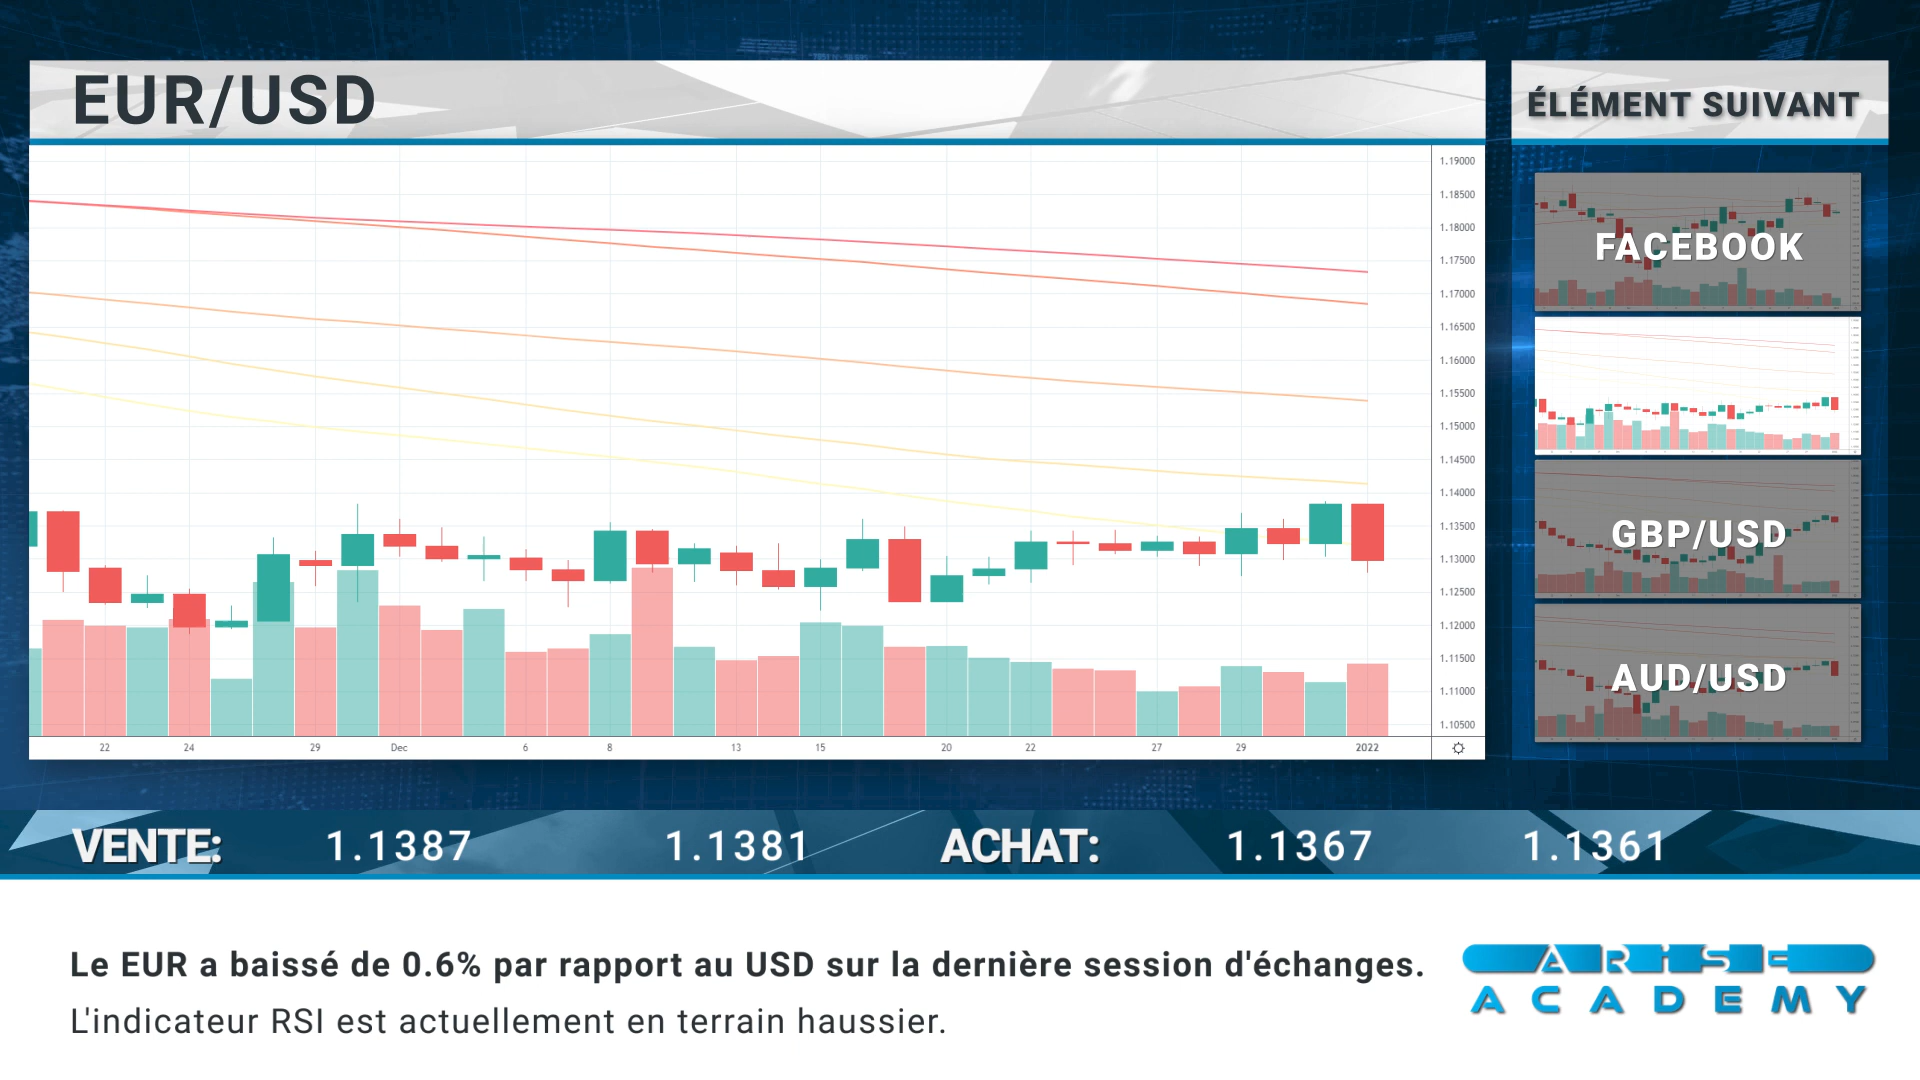 EUR/USD
ÉLÉMENT SUIVANT
1.19000
1.18500
1.18000
1.17500
1.17000
1.16500
1.16000
1.15500
1.15000
1.14500
1.14000
1.13500
1.13000
1.12500
1.12000
1.11500
1.11000
1.10500
22 24 29 Dec 6 8 13 15 20 22 27 29 2022
FACEBOOK
GBP/USD
AUD/USD
VENTE: 1.1387 1.1381 ACHAT: 1.1367 1.1361
Le EUR a baissé de 0.6% par rapport au USD sur la dernière session d'échanges.
L'indicateur RSI est actuellement en terrain haussier.
ARISE
ACADEMY